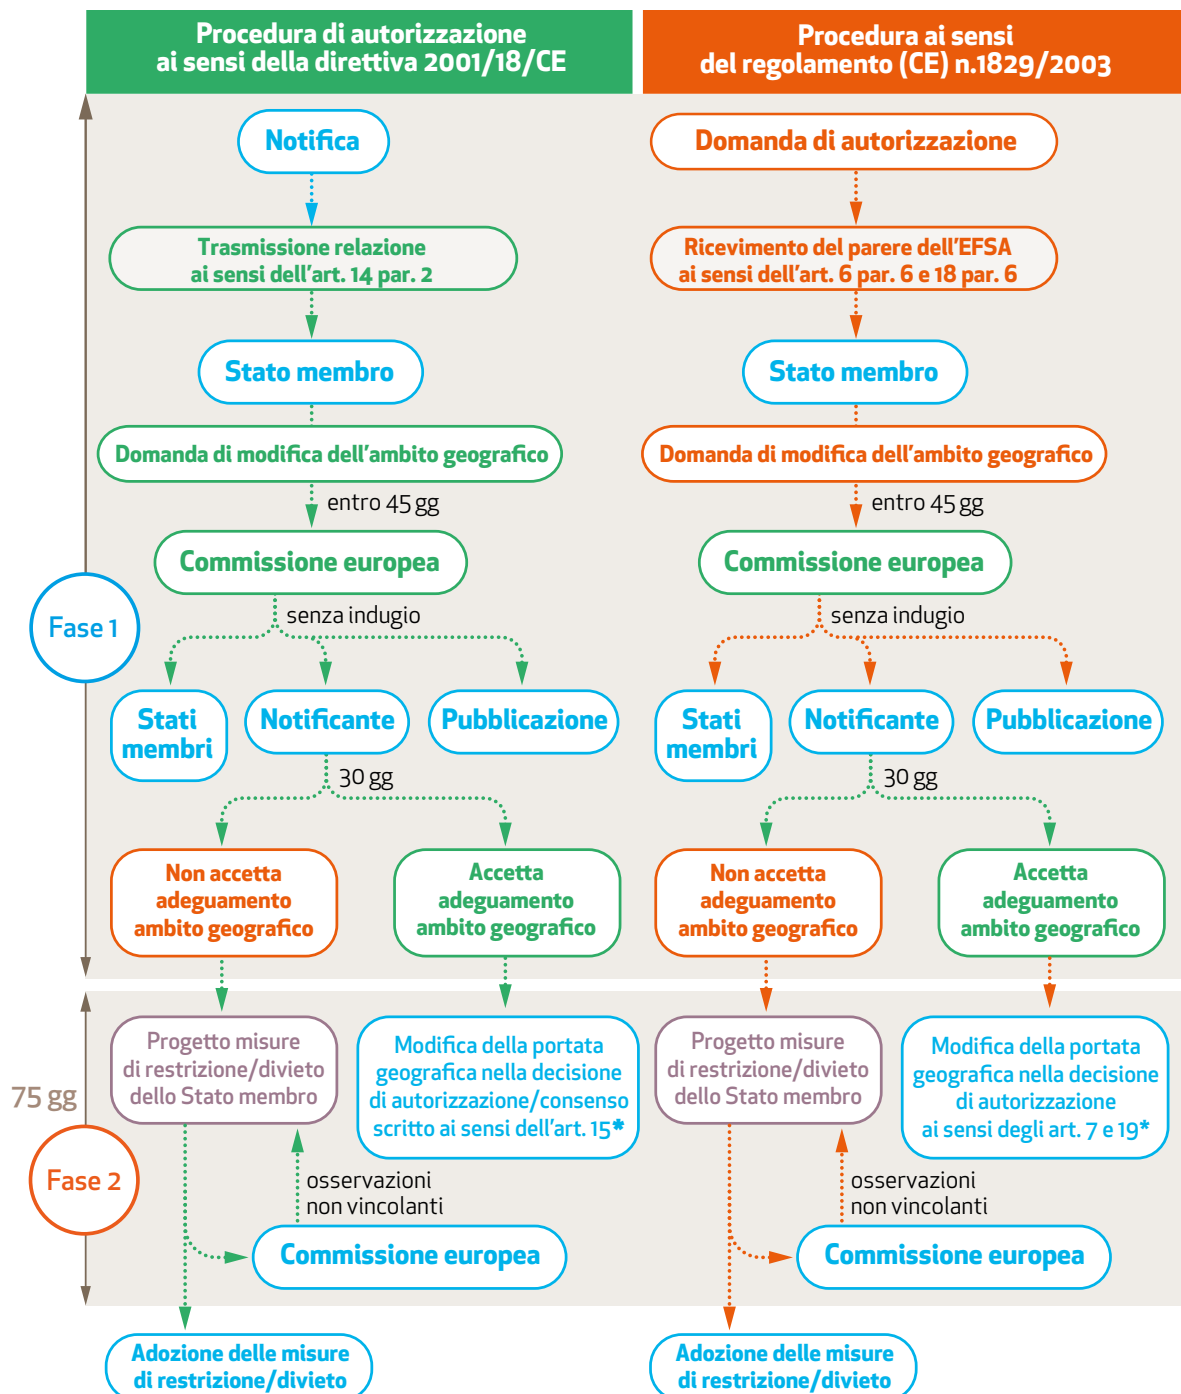 Procedura di autorizzazione
ai sensi della direttiva 2001/18/CE
Procedura ai sensi
del regolamento (CE) n.1829/2003
Notifica
Domanda di autorizzazione
Trasmissione relazione
ai sensi dell'art. 14 par. 2
Ricevimento del parere dell'EFSA
ai sensi dell'art. 6 par. 6 e 18 par. 6
Stato membro
Stato membro
Domanda di modifica dell'ambito geografico
Domanda di modifica dell'ambito geografico
entro 45 gg
entro 45 gg
Commissione europea
Commissione europea
Fase 1
senza indugio
senza indugio
Stati
membri
Notificante
Pubblicazione
Stati
membri
Notificante
Pubblicazione
30 gg
30 gg
Non accetta
adeguamento
ambito geografico
Accetta
adeguamento
ambito geografico
Non accetta
adeguamento
ambito geografico
Accetta
adeguamento
ambito geografico
75 gg
Fase 2
Progetto misure
di restrizione/divieto
dello Stato membro
Modifica della portata
geografica nella decisione
di autorizzazione/consenso
scritto ai sensi dell'art. 15*
Progetto misure
di restrizione/divieto
dello Stato membro
Modifica della portata
geografica nella decisione
di autorizzazione
ai sensi degli art. 7 e 19*
osservazioni
non vincolanti
osservazioni
non vincolanti
Commissione europea
Commissione europea
Adozione delle misure
di restrizione/divieto
Adozione delle misure
di restrizione/divieto